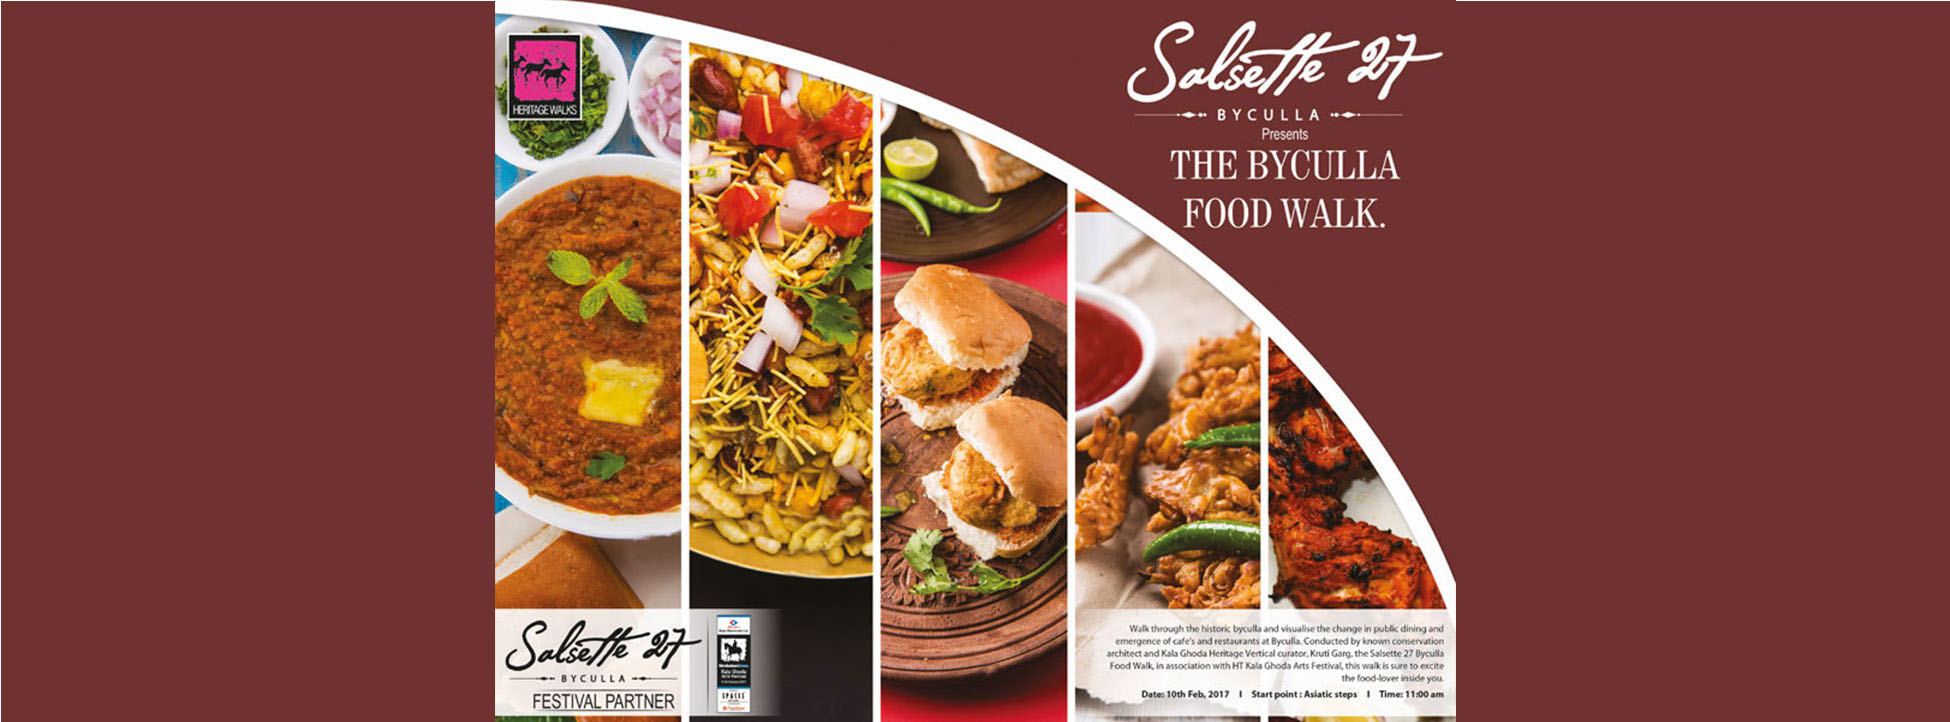 HERITAGE WALKS
Salsette 27
BYCULLA
Presents
THE BYCULLA
FOOD WALK.
Salsette 27
BYCULLA
FESTIVAL PARTNER
Kala Ghoda
Arts Festival
SPACES
Walk through the historic byculla and visualise the change in public dining and
emergence of cafe's and restaurants at Byculla. Conducted by known conservation
architect and Kala Ghoda Heritage Vertical curator, Kruti Garg, the Salsette 27 Byculla
Food Walk, in association with HT Kala Ghoda Arts Festival, this walk is sure to excite
the food-lover inside you.
Date: 10th Feb, 2017 I Start point : Asiatic steps I Time: 11:00 am